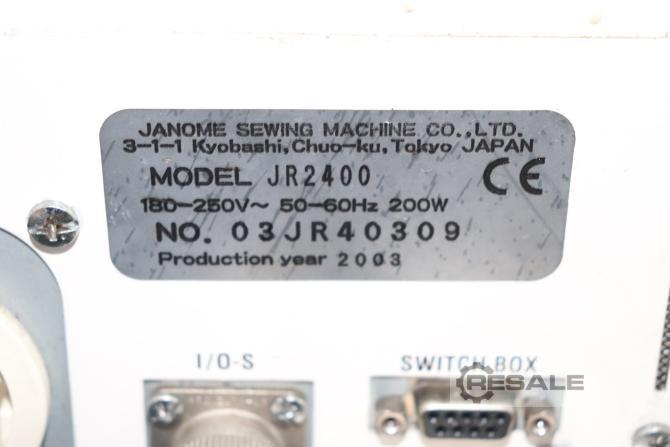 JANOME SEWING MACHINE CO.,LTD.
3-1-1 Kyobashi,Chuo-ku,Tokyo JAPAN
MODEL JR2400 CE
180-250V~ 50-60Hz 200W
NO. 03JR40309
Production year 2003
I/O-S SWITCH BOX
RESALE